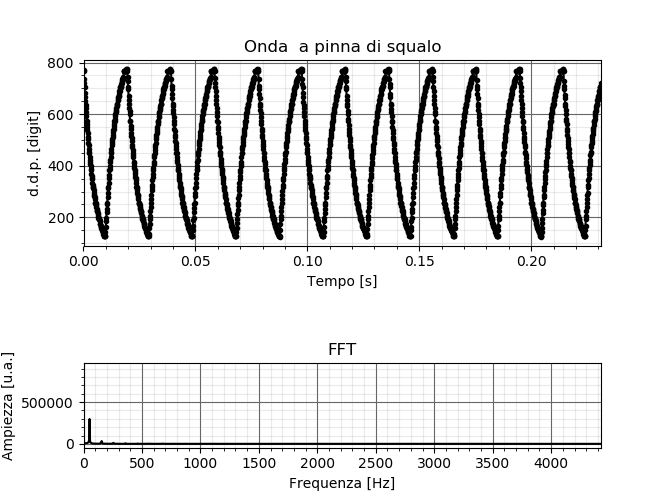 Onda  a pinna di squalo
800
600
400
200
d.d.p. [digit]
0.00 0.05 0.10 0.15 0.20
Tempo [s]
FFT
500000
0
Ampiezza [u.a.]
0 500 1000 1500 2000 2500 3000 3500 4000
Frequenza [Hz]